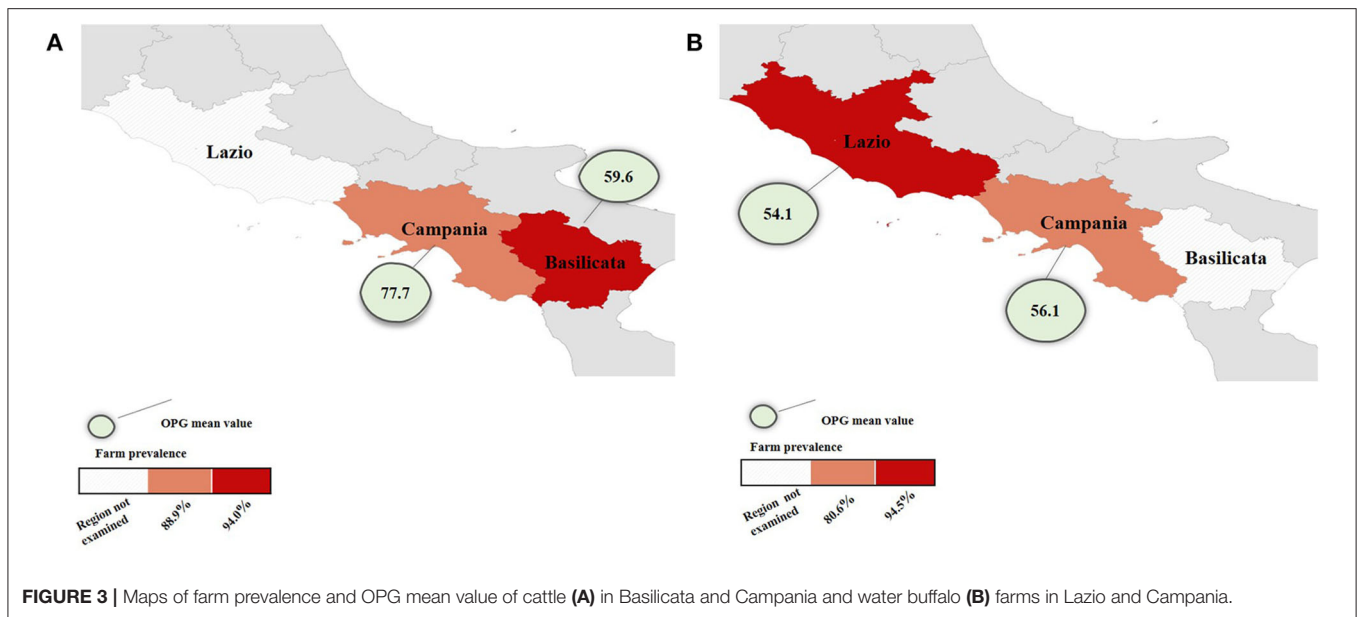 A
Lazio
59.6
Campania
Basilicata
77.7
OPG mean value
Farm prevalence
Region not
examined
88.9%
94.0%
B
Lazio
54.1
Campania
Basilicata
56.1
OPG mean value
Farm prevalence
Region not
examined
80.6%
94.5%
FIGURE 3 | Maps of farm prevalence and OPG mean value of cattle (A) in Basilicata and Campania and water buffalo (B) farms in Lazio and Campania.